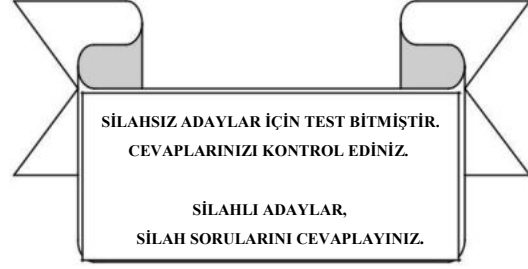 SİLAHSIZ ADAYLAR İÇİN TEST BİTMİŞTİR.
CEVAPLARINIZI KONTROL EDİNİZ.
SİLAHLI ADAYLAR,
SİLAH SORULARINI CEVAPLAYINIZ.